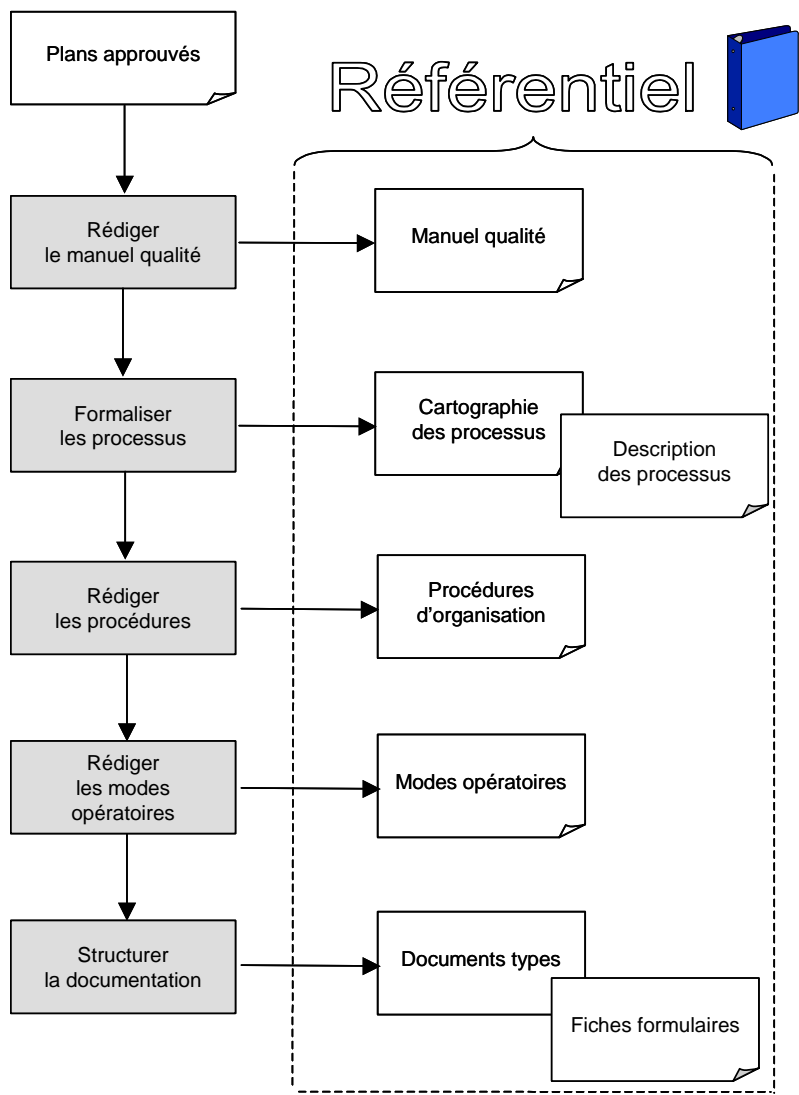 Plans approuvés
Référentiel
Rédiger
le manuel qualité
Manuel qualité
Formaliser
les processus
Cartographie
des processus
Description
des processus
Rédiger
les procédures
Procédures
d'organisation
Rédiger
les modes
opératoires
Modes opératoires
Structurer
la documentation
Documents types
Fiches formulaires